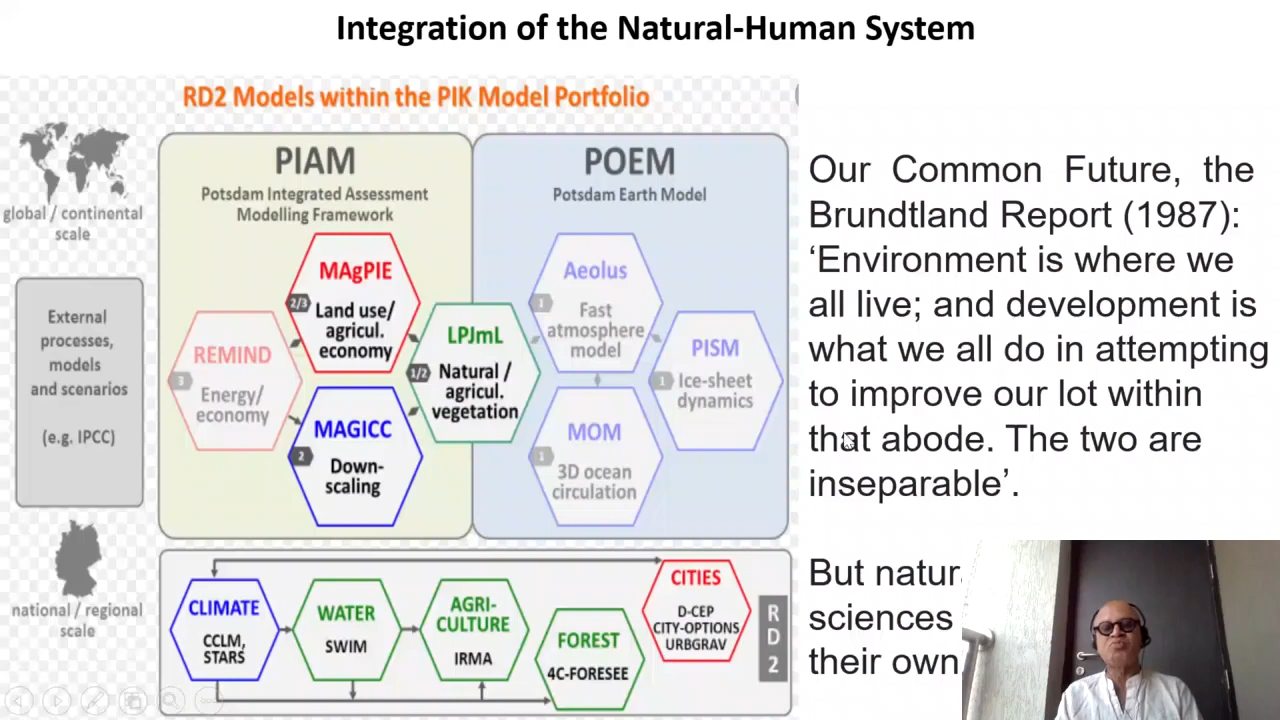 Integration of the Natural-Human System
RD2 Models within the PIK Model Portfolio
global / continental
scale
External
processes,
models
and scenarios
(e.g. IPCC)
national / regional
scale
PIAM
Potsdam Integrated Assessment
Modelling Framework
MAgPIE
2/3
Land use/
agricul.
economy
REMIND
3
Energy/
economy
MAGICC
2
Down-
scaling
LPJmL
1/2
Natural /
agricul.
vegetation
POEM
Potsdam Earth Model
Aeolus
1
Fast
atmosphere
model
PISM
1
Ice-sheet
dynamics
MOM
1
3D ocean
circulation
CLIMATE
CCLM,
STARS
WATER
SWIM
AGRI-
CULTURE
IRMA
FOREST
4C-FORESEE
CITIES
D-CEP
CITY-OPTIONS
URBGRAV
RD2
Our Common Future, the
Brundtland Report (1987):
‘Environment is where we
all live; and development is
what we all do in attempting
to improve our lot within
that abode. The two are
inseparable’.
But
sciences
their own